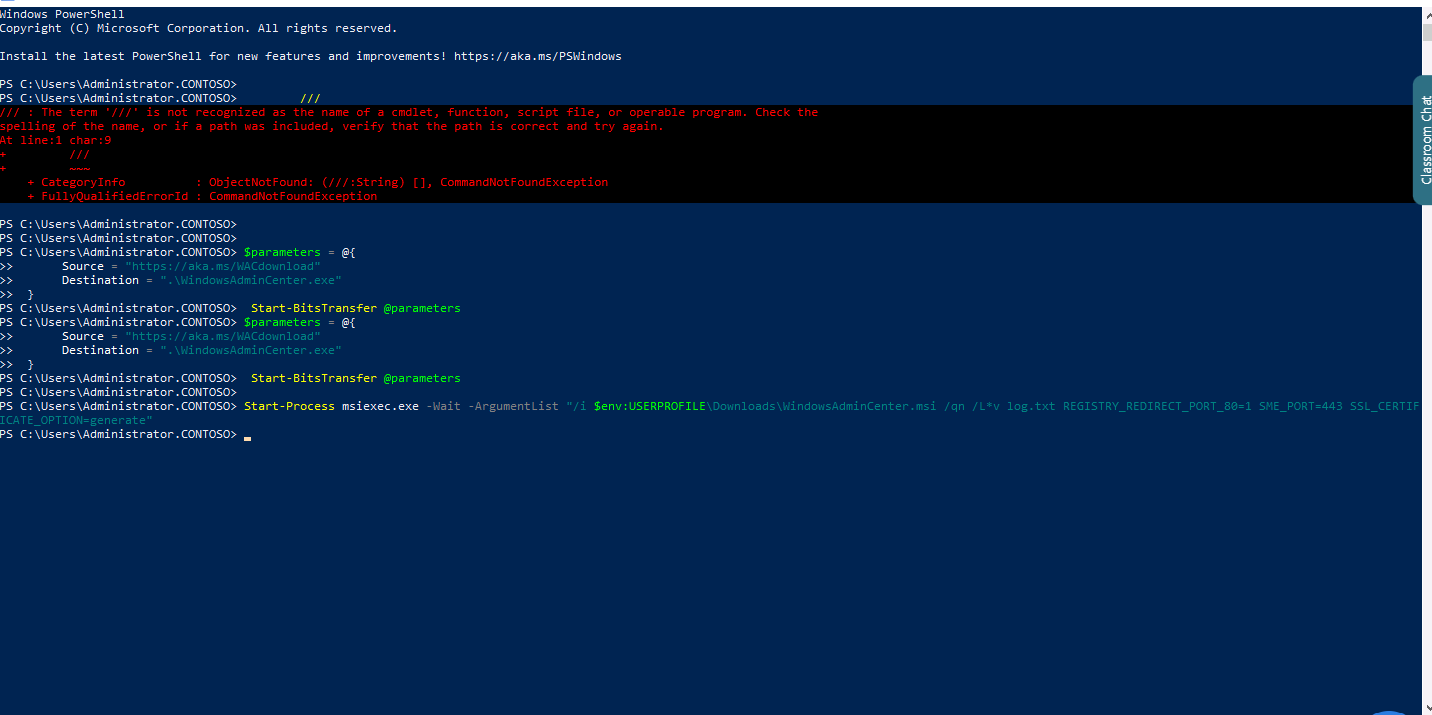 Windows PowerShell
Copyright (C) Microsoft Corporation. All rights reserved.
Install the latest PowerShell for new features and improvements! https://aka.ms/PSWindows
PS C:\Users\Administrator.CONTOSO>
PS C:\Users\Administrator.CONTOSO>         ///
/// : The term '///' is not recognized as the name of a cmdlet, function, script file, or operable program. Check the
spelling of the name, or if a path was included, verify that the path is correct and try again.
At line:1 char:9
+         ///
+         ~~~
    + CategoryInfo          : ObjectNotFound: (///:String) [], CommandNotFoundException
    + FullyQualifiedErrorId : CommandNotFoundException
PS C:\Users\Administrator.CONTOSO>
PS C:\Users\Administrator.CONTOSO>
PS C:\Users\Administrator.CONTOSO> $parameters = @{
>>       Source = "https://aka.ms/WACdownload"
>>       Destination = ".\WindowsAdminCenter.exe"
>>  }
PS C:\Users\Administrator.CONTOSO>  Start-BitsTransfer @parameters
PS C:\Users\Administrator.CONTOSO> $parameters = @{
>>       Source = "https://aka.ms/WACdownload"
>>       Destination = ".\WindowsAdminCenter.exe"
>>  }
PS C:\Users\Administrator.CONTOSO>  Start-BitsTransfer @parameters
PS C:\Users\Administrator.CONTOSO>
PS C:\Users\Administrator.CONTOSO> Start-Process msiexec.exe -Wait -ArgumentList "/i $env:USERPROFILE\Downloads\WindowsAdminCenter.msi /qn /L*v log.txt REGISTRY_REDIRECT_PORT_80=1 SME_PORT=443 SSL_CERTIF
ICATE_OPTION=generate"
PS C:\Users\Administrator.CONTOSO>
Classroom Chat